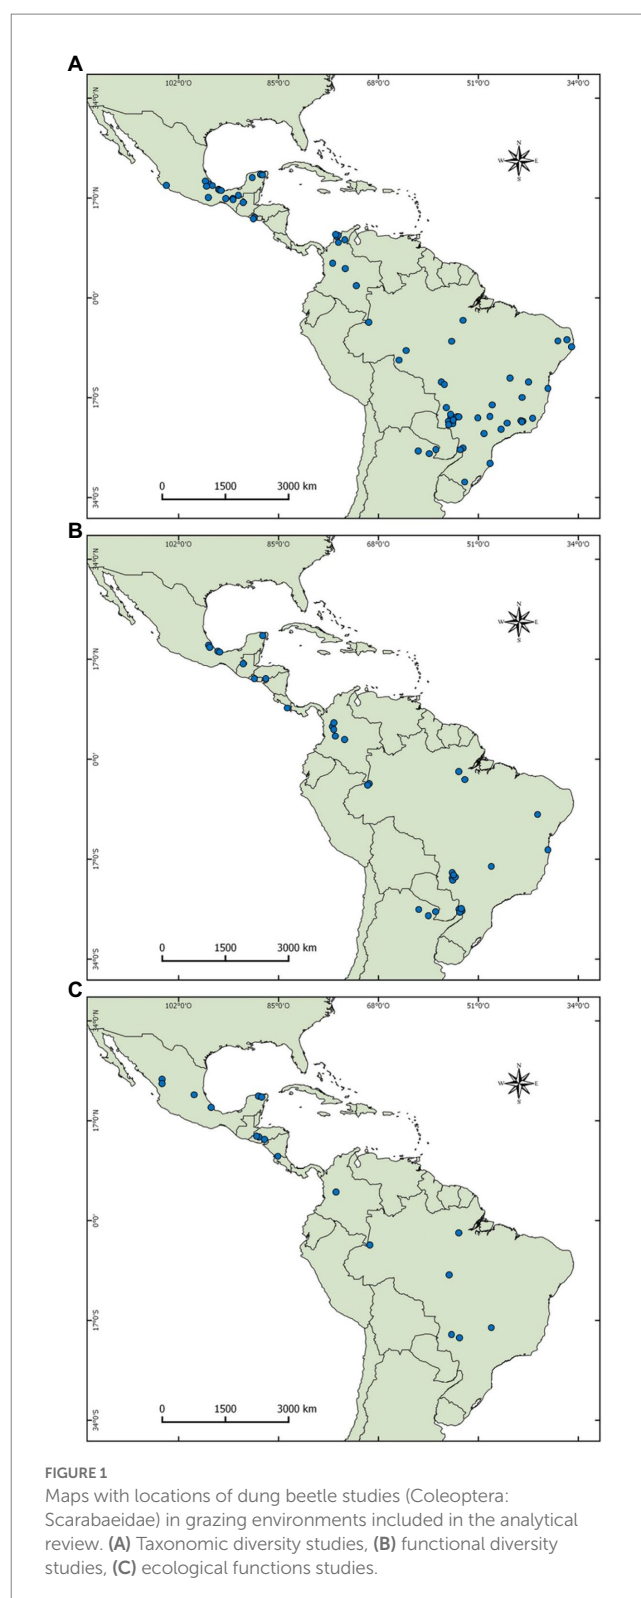 A
102°0'O 85°0'O 68°0'O 51°0'O 34°0'O
34°0'N
N
W E
S
17°0'N
0°0'
17°0'S
34°0'S
0 1500 3000 km
B
102°0'O 85°0'O 68°0'O 51°0'O 34°0'O
34°0'N
N
W E
S
17°0'N
0°0'
17°0'S
34°0'S
0 1500 3000 km
C
102°0'O 85°0'O 68°0'O 51°0'O 34°0'O
34°0'N
N
W E
S
17°0'N
0°0'
17°0'S
34°0'S
0 1500 3000 km
FIGURE 1
Maps with locations of dung beetle studies (Coleoptera:
Scarabaeidae) in grazing environments included in the analytical
review. (A) Taxonomic diversity studies, (B) functional diversity
studies, (C) ecological functions studies.